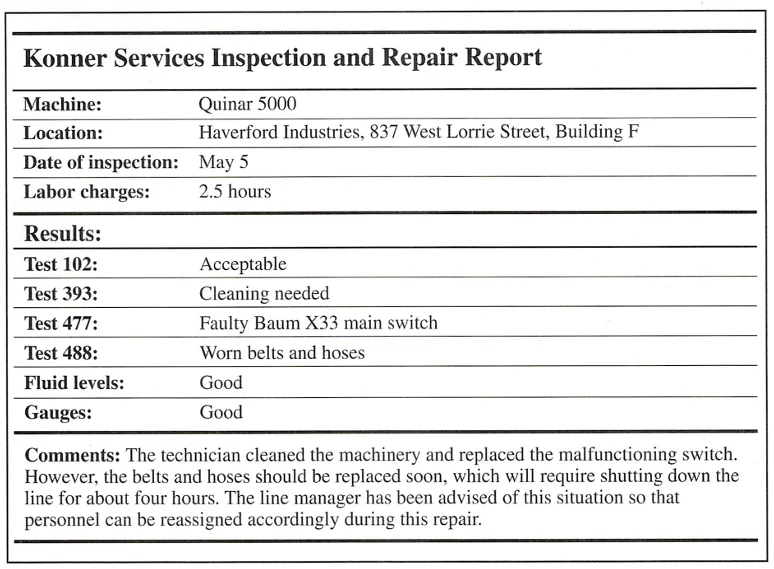 Konner Services Inspection and Repair Report
Machine: Quinar 5000
Location: Haverford Industries, 837 West Lorrie Street, Building F
Date of inspection: May 5
Labor charges: 2.5 hours
Results:
Test 102: Acceptable
Test 393: Cleaning needed
Test 477: Faulty Baum X33 main switch
Test 488: Worn belts and hoses
Fluid levels: Good
Gauges: Good
Comments: The technician cleaned the machinery and replaced the malfunctioning switch.
However, the belts and hoses should be replaced soon, which will require shutting down the
line for about four hours. The line manager has been advised of this situation so that
personnel can be reassigned accordingly during this repair.